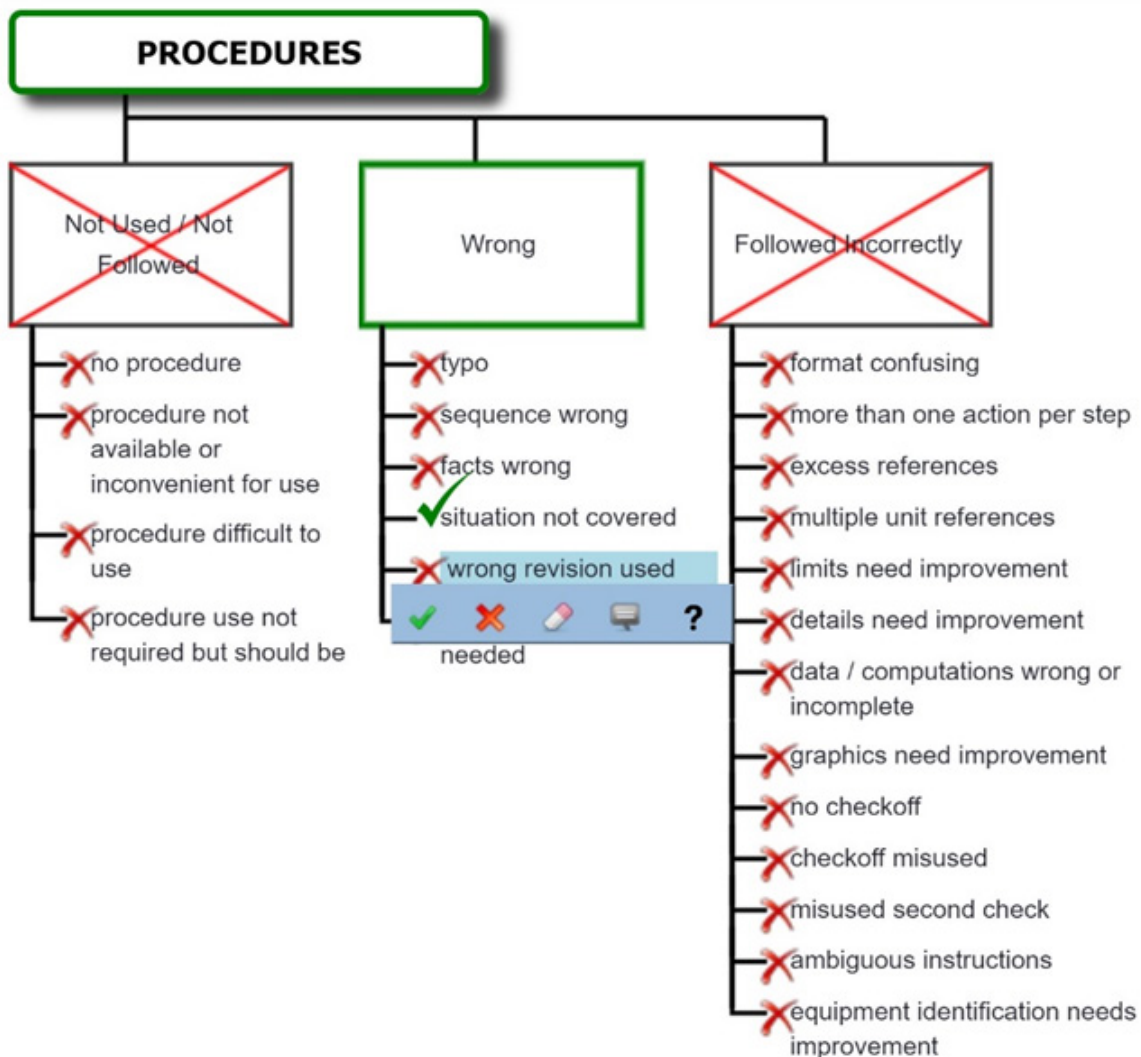 PROCEDURES
Not Used / Not
Followed
no procedure
procedure not
available or
inconvenient for use
procedure difficult to
use
procedure use not
required but should be
Wrong
typo
sequence wrong
facts wrong
situation not covered
wrong revision used
?
needed
Followed Incorrectly
format confusing
more than one action per step
excess references
multiple unit references
limits need improvement
details need improvement
data / computations wrong or
incomplete
graphics need improvement
no checkoff
checkoff misused
misused second check
ambiguous instructions
equipment identification needs
improvement